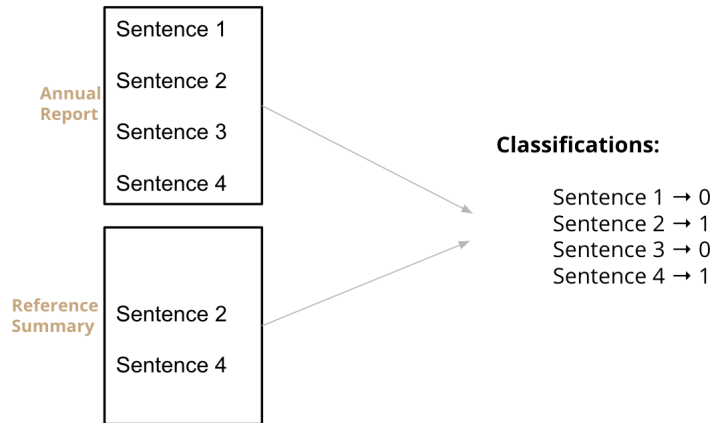 Annual
Report
Sentence 1
Sentence 2
Sentence 3
Sentence 4
Reference
Summary
Sentence 2
Sentence 4
Classifications:
Sentence 1 → 0
Sentence 2 → 1
Sentence 3 → 0
Sentence 4 → 1